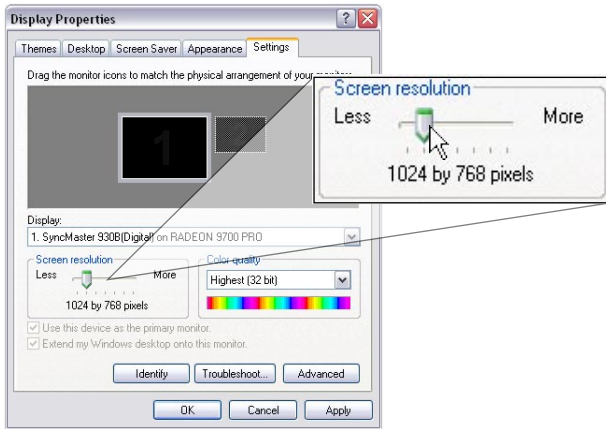 Display Properties
Themes Desktop Screen Saver Appearance Settings
Drag the monitor icons to match the physical arrangement of your monitors.
1
2
Screen resolution
Less More
1024 by 768 pixels
Display:
1. SyncMaster 930B(Digital) on RADEON 9700 PRO
Screen resolution
Less More
1024 by 768 pixels
Color quality
Highest (32 bit)
Use this device as the primary monitor.
Extend my Windows desktop onto this monitor.
Identify Troubleshoot... Advanced
OK Cancel Apply